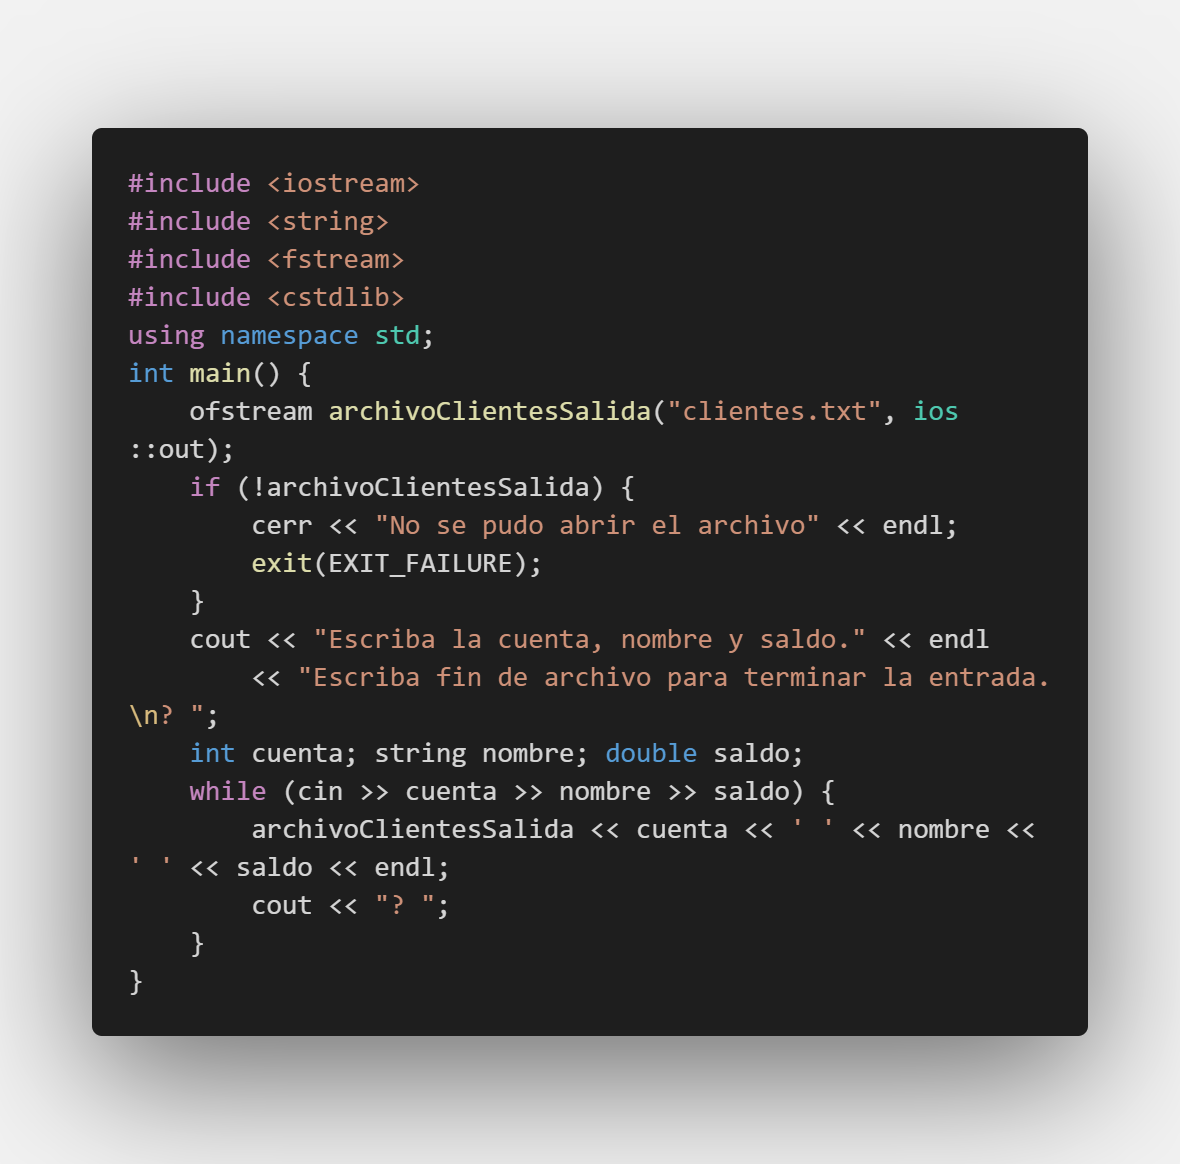 #include <iostream>
#include <string>
#include <fstream>
#include <cstdlib>
using namespace std;
int main() {
    ofstream archivoClientesSalida("clientes.txt", ios
::out);
    if (!archivoClientesSalida) {
        cerr << "No se pudo abrir el archivo" << endl;
        exit(EXIT_FAILURE);
    }
    cout << "Escriba la cuenta, nombre y saldo." << endl
        << "Escriba fin de archivo para terminar la entrada.
\n? ";
    int cuenta; string nombre; double saldo;
    while (cin >> cuenta >> nombre >> saldo) {
        archivoClientesSalida << cuenta << ' ' << nombre <<
' ' << saldo << endl;
        cout << "? ";
    }
}